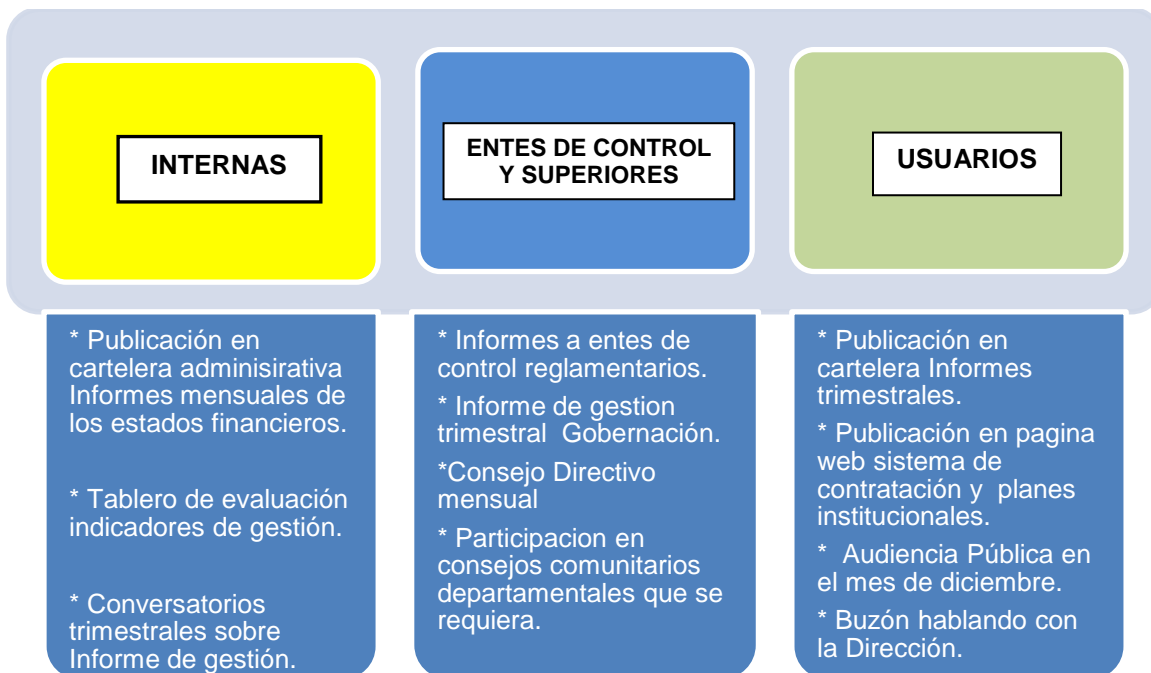 INTERNAS
* Publicación en
cartelera adminisirativa
Informes mensuales de
los estados financieros.
* Tablero de evaluación
indicadores de gestión.
* Conversatorios
trimestrales sobre
Informe de gestión.
ENTES DE CONTROL
Y SUPERIORES
* Informes a entes de
control reglamentarios.
* Informe de gestion
trimestral Gobernación.
*Consejo Directivo
mensual
* Participacion en
consejos comunitarios
departamentales que se
requiera.
USUARIOS
* Publicación en
cartelera Informes
trimestrales.
* Publicación en pagina
web sistema de
contratación y planes
institucionales.
* Audiencia Pública en
el mes de diciembre.
* Buzón hablando con
la Dirección.